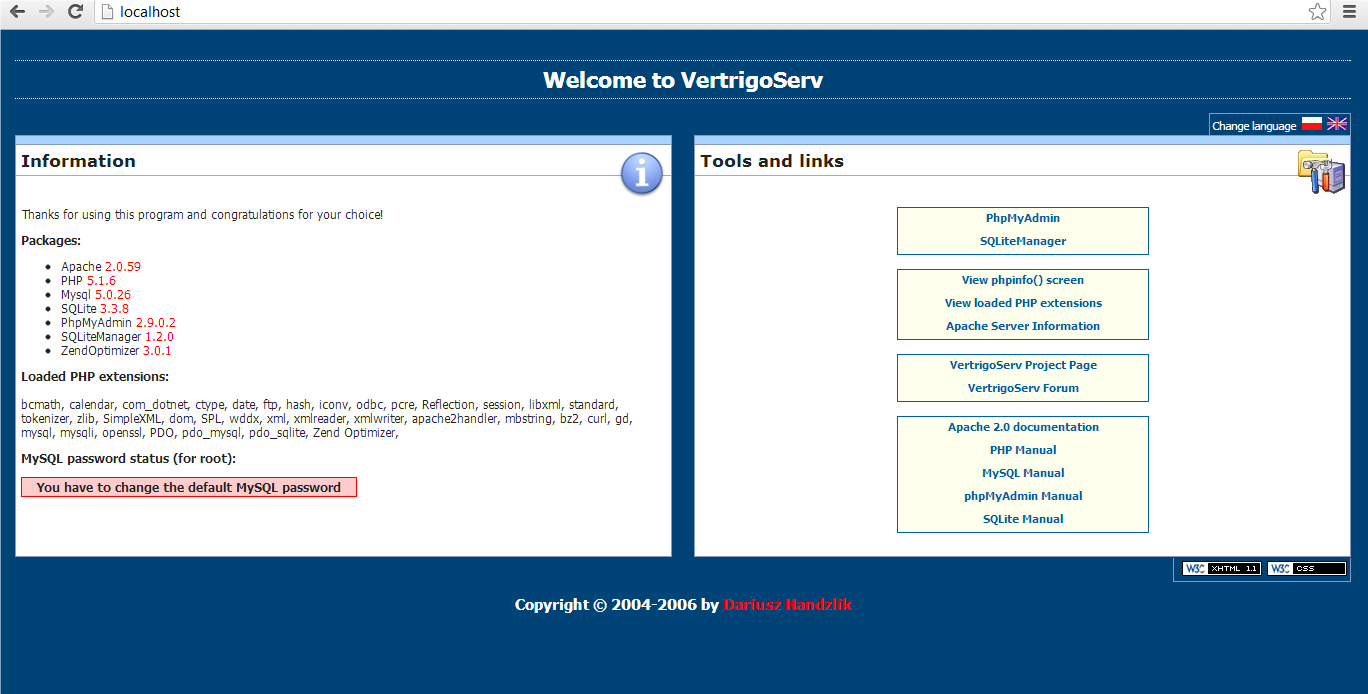 localhost
Welcome to VertrigoServ
Change language
Information
Thanks for using this program and congratulations for your choice!
Packages:
Apache 2.0.59
PHP 5.1.6
Mysql 5.0.26
SQLite 3.3.8
PhpMyAdmin 2.9.0.2
SQLiteManager 1.2.0
ZendOptimizer 3.0.1
Loaded PHP extensions:
bcmath, calendar, com_dotnet, ctype, date, ftp, hash, iconv, odbc, pcre, Reflection, session, libxml, standard,
tokenizer, zlib, SimpleXML, dom, SPL, wddx, xml, xmlreader, xmlwriter, apache2handler, mbstring, bz2, curl, gd,
mysql, mysqli, openssl, PDO, pdo_mysql, pdo_sqlite, Zend Optimizer,
MySQL password status (for root):
You have to change the default MySQL password
Tools and links
PhpMyAdmin
SQLiteManager
View phpinfo() screen
View loaded PHP extensions
Apache Server Information
VertrigoServ Project Page
VertrigoServ Forum
Apache 2.0 documentation
PHP Manual
MySQL Manual
phpMyAdmin Manual
SQLite Manual
W3C XHTML 1.1 W3C CSS
Copyright © 2004-2006 by Dariusz Handzlik